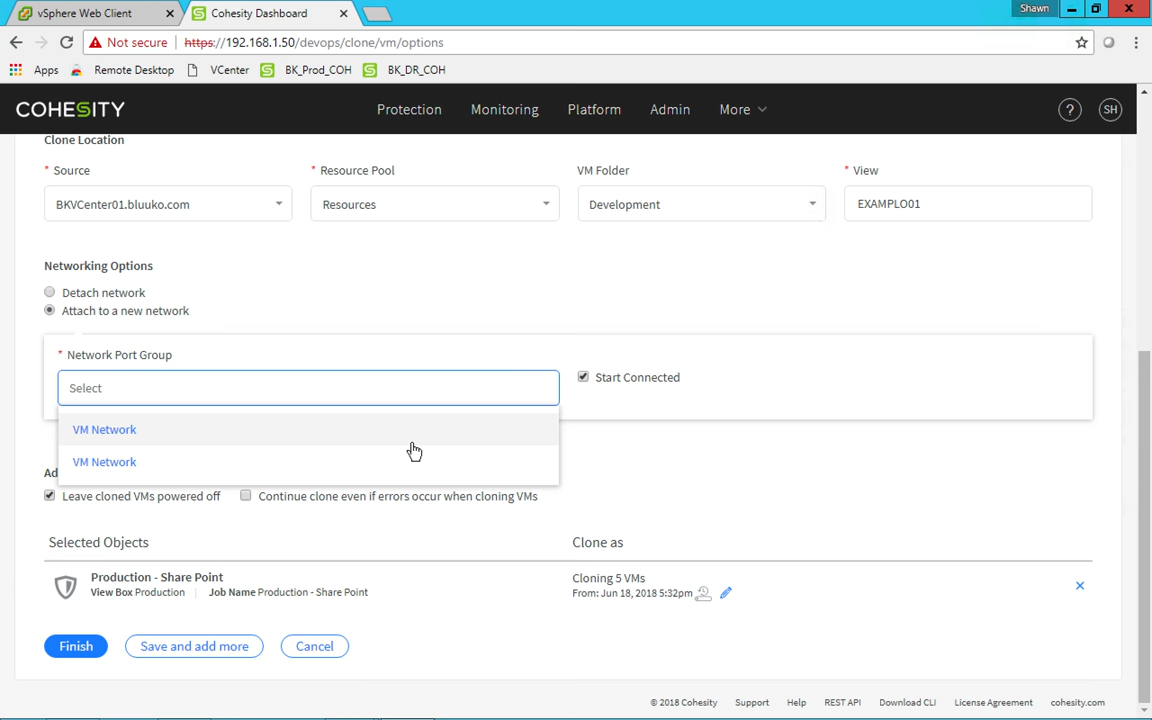 vSphere Web Client
Cohesity Dashboard
Shawn
Not secure
https://192.168.1.50/devops/clone/vm/options
Apps
Remote Desktop
VCenter
BK_Prod_COH
BK_DR_COH
COHESITY
Protection
Monitoring
Platform
Admin
More
?
SH
Clone Location
* Source
* Resource Pool
VM Folder
* View
BKVCenter01.bluuko.com
Resources
Development
EXAMPLO01
Networking Options
Detach network
Attach to a new network
* Network Port Group
Select
Start Connected
VM Network
VM Network
Ad
Leave cloned VMs powered off
Continue clone even if errors occur when cloning VMs
Selected Objects
Clone as
Production - Share Point
View Box Production
Job Name Production - Share Point
Cloning 5 VMs
From: Jun 18, 2018 5:32pm
Finish
Save and add more
Cancel
© 2018 Cohesity
Support
Help
REST API
Download CLI
License Agreement
cohesity.com